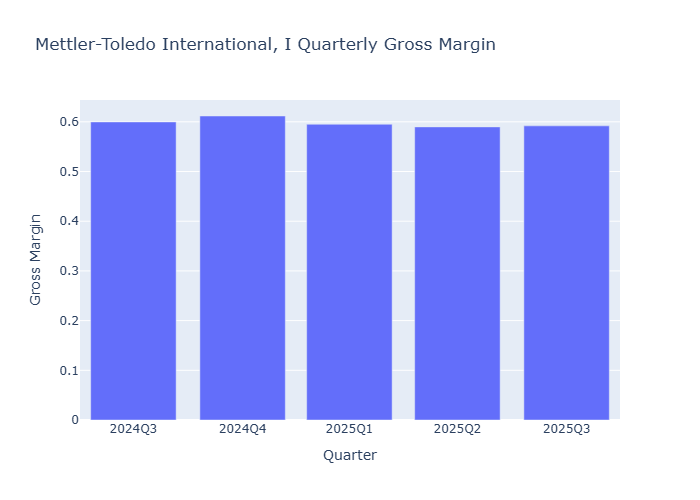 Mettler-Toledo International, I Quarterly Gross Margin
Gross Margin
0.6
0.5
0.4
0.3
0.2
0.1
0
2024Q3 2024Q4 2025Q1 2025Q2 2025Q3
Quarter